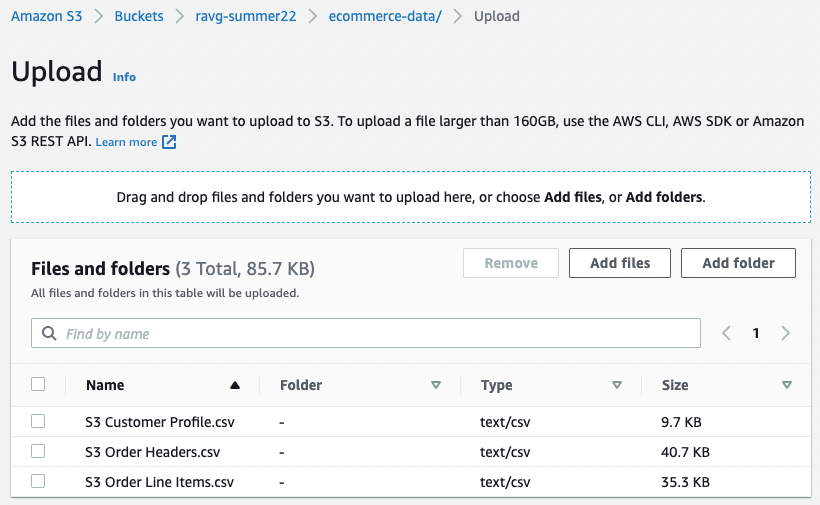 Amazon S3 > Buckets > ravg-summer22 > ecommerce-data/ > Upload
Upload Info
Add the files and folders you want to upload to S3. To upload a file larger than 160GB, use the AWS CLI, AWS SDK or Amazon
S3 REST API. Learn more
Drag and drop files and folders you want to upload here, or choose Add files, or Add folders.
Files and folders (3 Total, 85.7 KB) Remove Add files Add folder
All files and folders in this table will be uploaded.
Find by name < 1 >
Name Folder Type Size
S3 Customer Profile.csv - text/csv 9.7 KB
S3 Order Headers.csv - text/csv 40.7 KB
S3 Order Line Items.csv - text/csv 35.3 KB